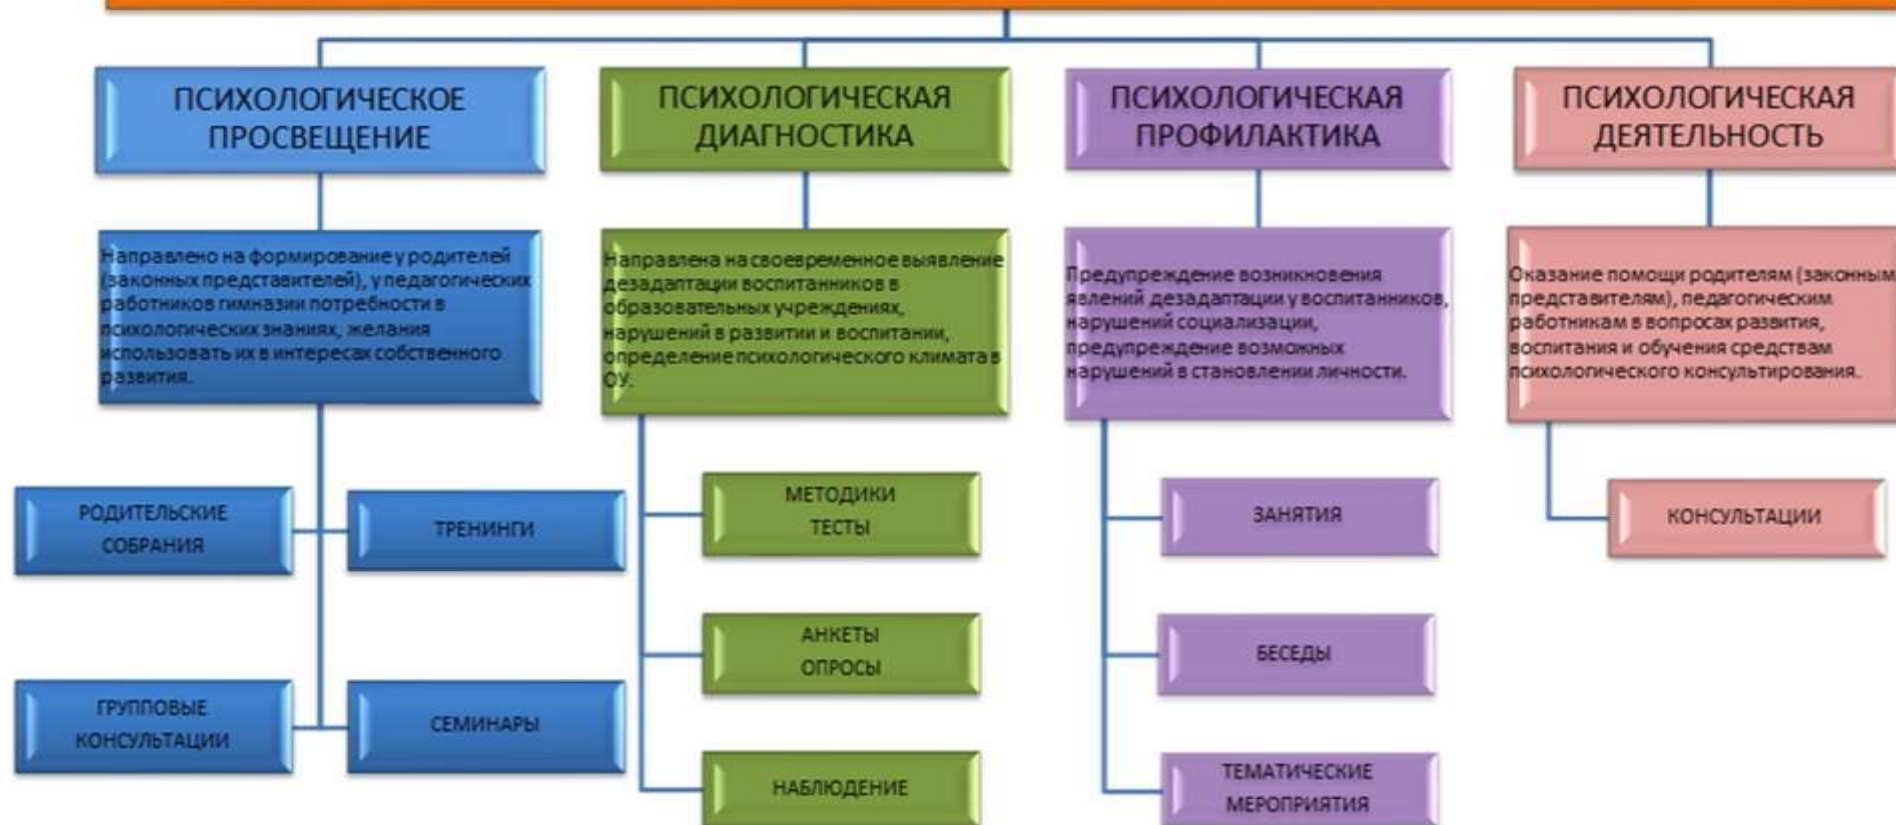 ПСИХОЛОГИЧЕСКОЕ
ПРОСВЕЩЕНИЕ
Направлено на формирование у родителей
(законных представителей), у педагогических
работников гимназии потребности в
психологических знаниях, желания
использовать их в интересах собственного
развития.
РОДИТЕЛЬСКИЕ
СОБРАНИЯ
ТРЕНИНГИ
ГРУППОВЫЕ
КОНСУЛЬТАЦИИ
СЕМИНАРЫ
ПСИХОЛОГИЧЕСКАЯ
ДИАГНОСТИКА
Направлена на своевременное выявление
дезадаптации воспитанников в
образовательных учреждениях,
нарушений в развитии и воспитании,
определение психологического климата в
ОУ.
МЕТОДИКИ
ТЕСТЫ
АНКЕТЫ
ОПРОСЫ
НАБЛЮДЕНИЕ
ПСИХОЛОГИЧЕСКАЯ
ПРОФИЛАКТИКА
Предупреждение возникновения
явлений дезадаптации у воспитанников,
нарушений социализации,
предупреждение возможных
нарушений в становлении личности.
ЗАНЯТИЯ
БЕСЕДЫ
ТЕМАТИЧЕСКИЕ
МЕРОПРИЯТИЯ
ПСИХОЛОГИЧЕСКАЯ
ДЕЯТЕЛЬНОСТЬ
Оказание помощи родителям (законным
представителям), педагогическим
работникам в вопросах развития,
воспитания и обучения средствам
психологического консультирования.
КОНСУЛЬТАЦИИ